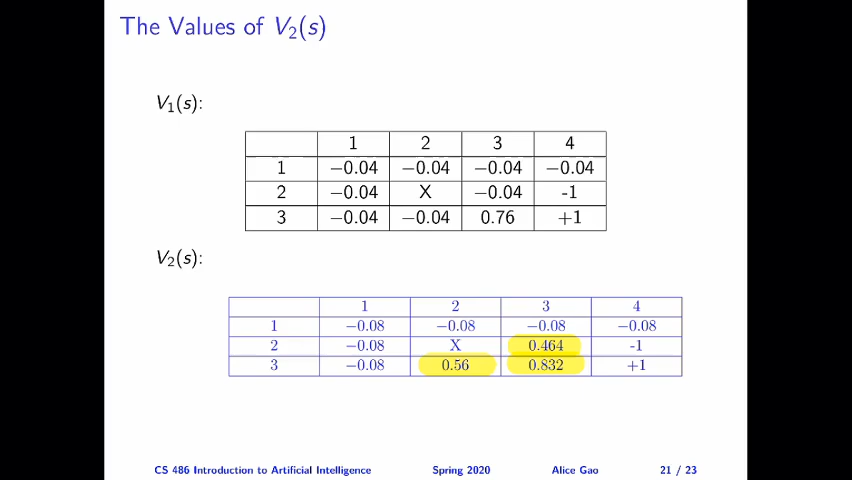 The Values of V₂(s)
V₁(s):
1 2 3 4
1 −0.04 −0.04 −0.04 −0.04
2 −0.04 X −0.04 -1
3 −0.04 −0.04 0.76 +1
V₂(s):
1 2 3 4
1 −0.08 −0.08 −0.08 −0.08
2 −0.08 X 0.464 -1
3 −0.08 0.56 0.832 +1
CS 486 Introduction to Artificial Intelligence Spring 2020 Alice Gao 21 / 23